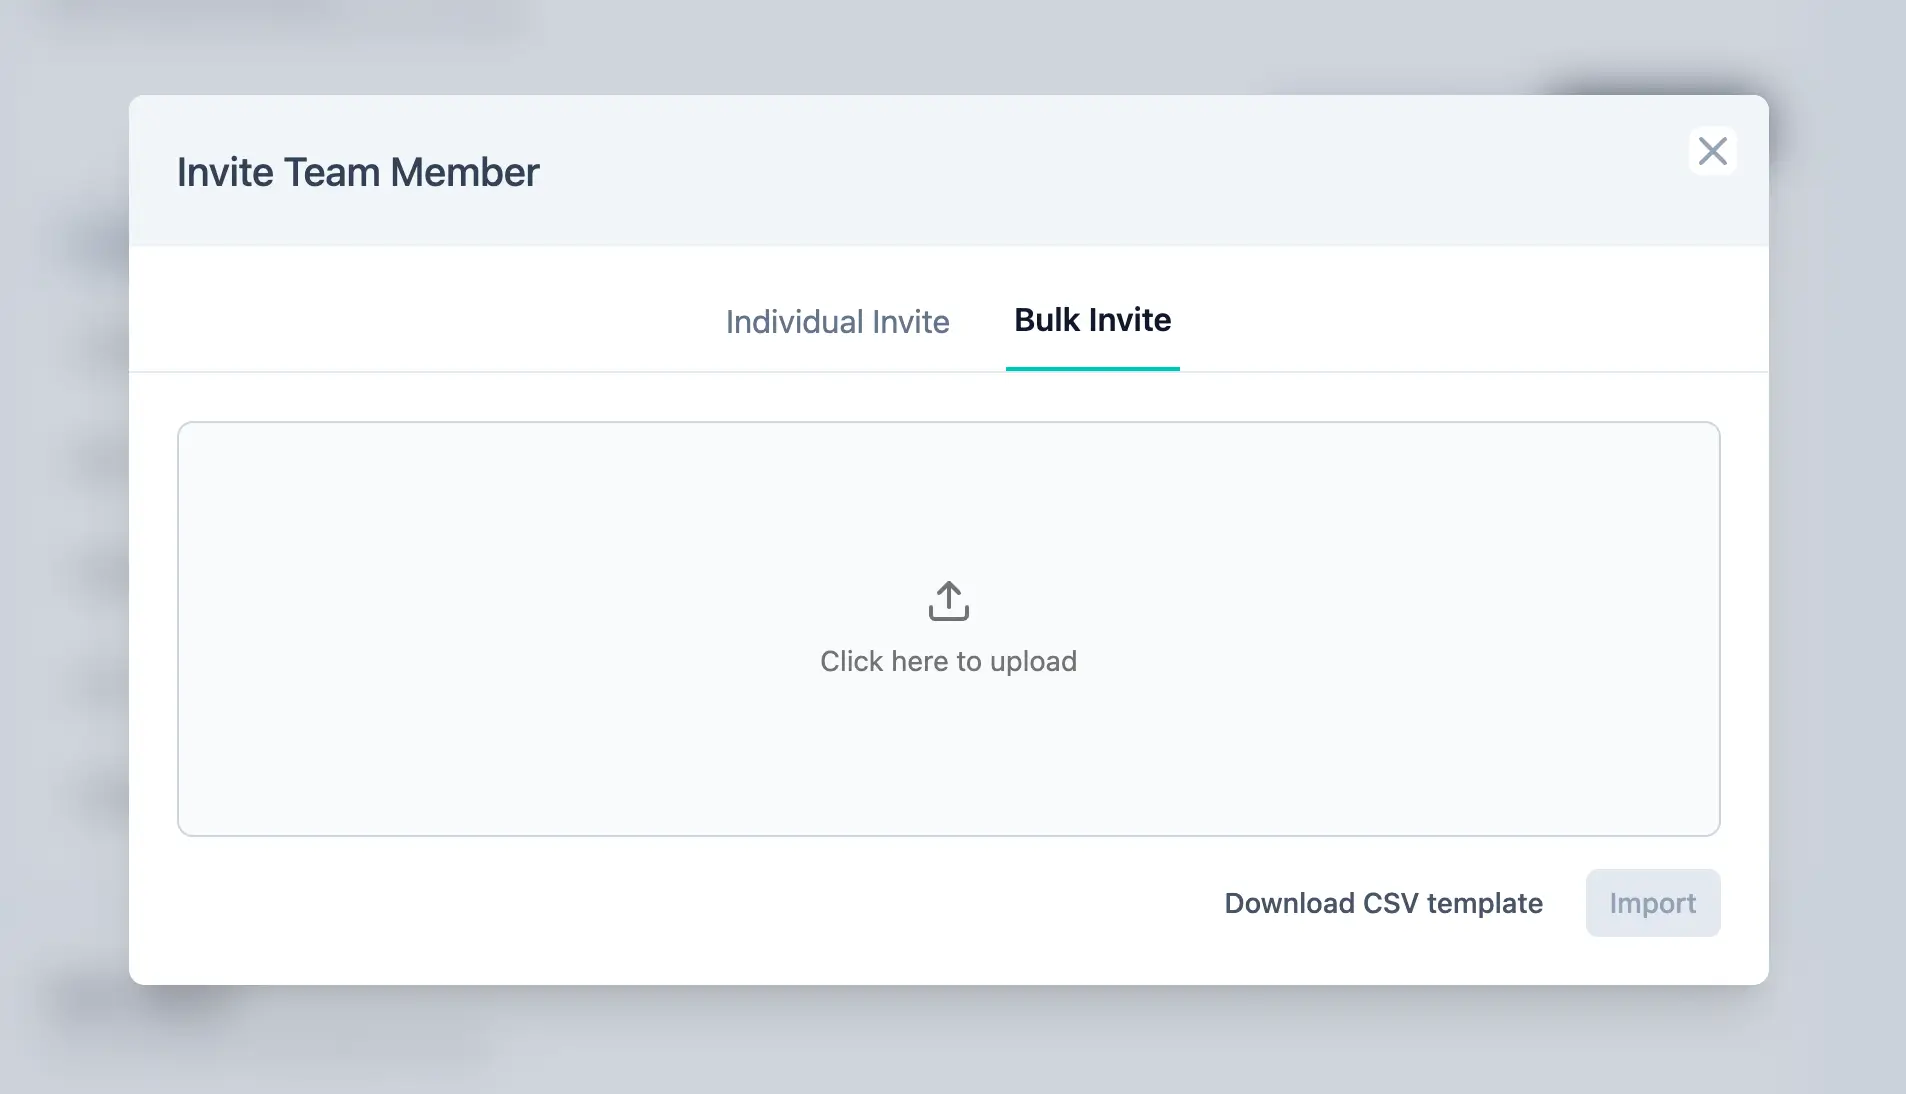 Invite Team Member
Individual Invite
Bulk Invite
Click here to upload
Download CSV template
Import